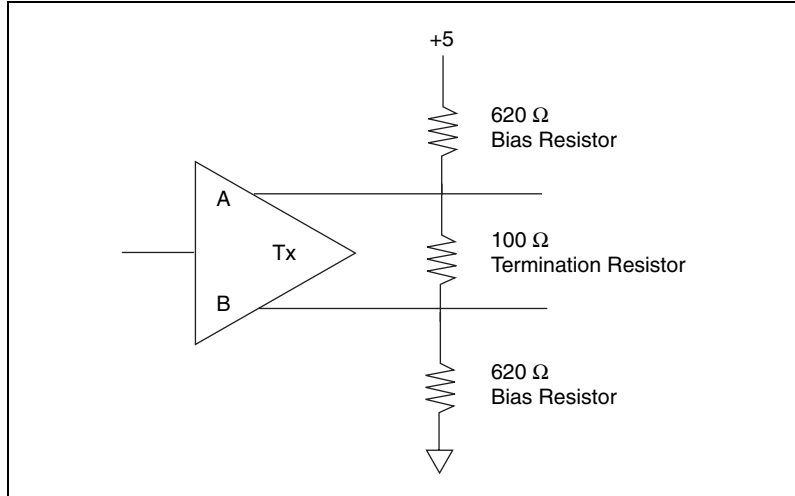 +5
620 Ω
Bias Resistor
A
100 Ω
Termination Resistor
Tx
B
620 Ω
Bias Resistor